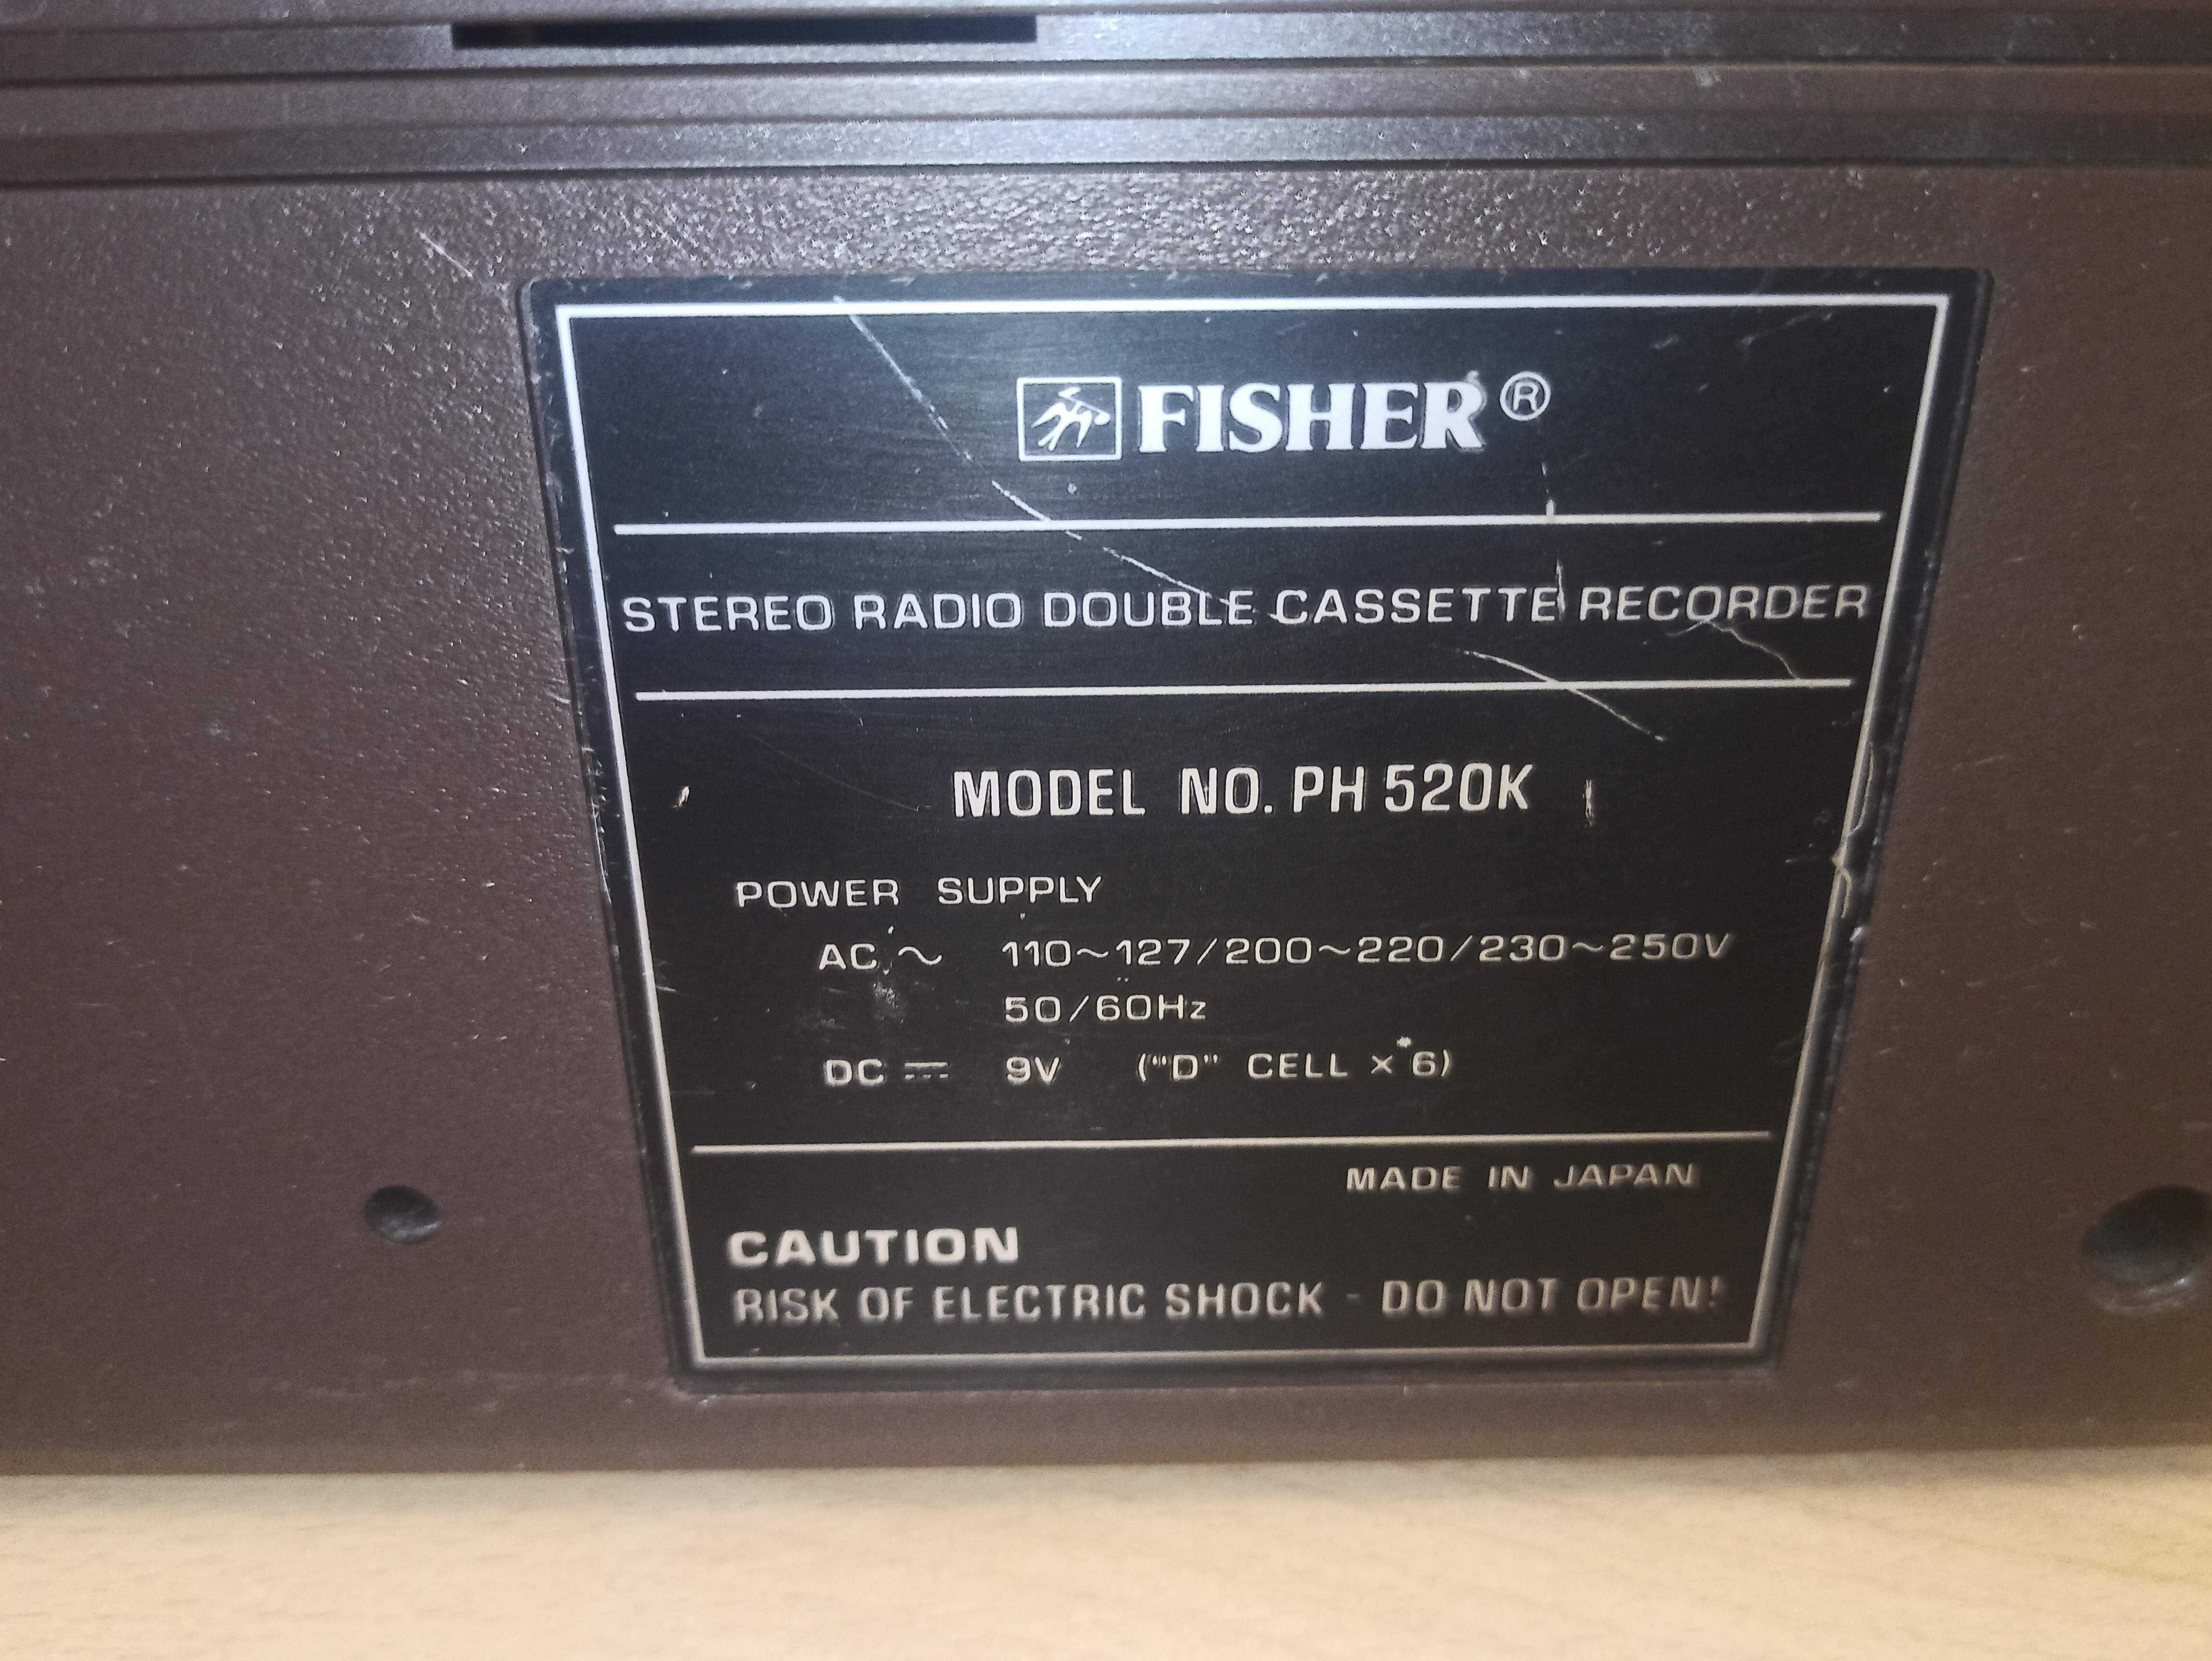 FISHER®
STEREO RADIO DOUBLE CASSETTE RECORDER
MODEL NO. PH 520K
POWER SUPPLY
AC ~ 110~127/200~220/230~250V
50/60Hz
DC ⎓ 9V ("D" CELL × 6)
MADE IN JAPAN
CAUTION
RISK OF ELECTRIC SHOCK - DO NOT OPEN!